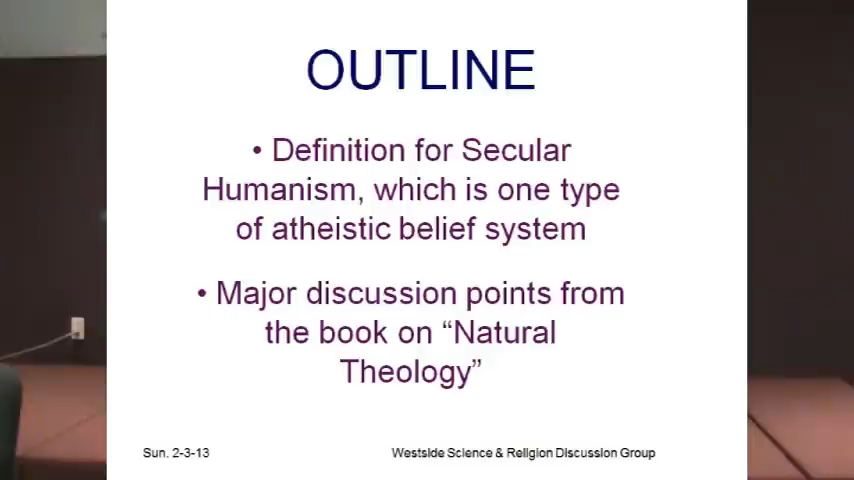 OUTLINE
• Definition for Secular
Humanism, which is one type
of atheistic belief system
• Major discussion points from
the book on “Natural
Theology”
Sun. 2-3-13
Westside Science & Religion Discussion Group